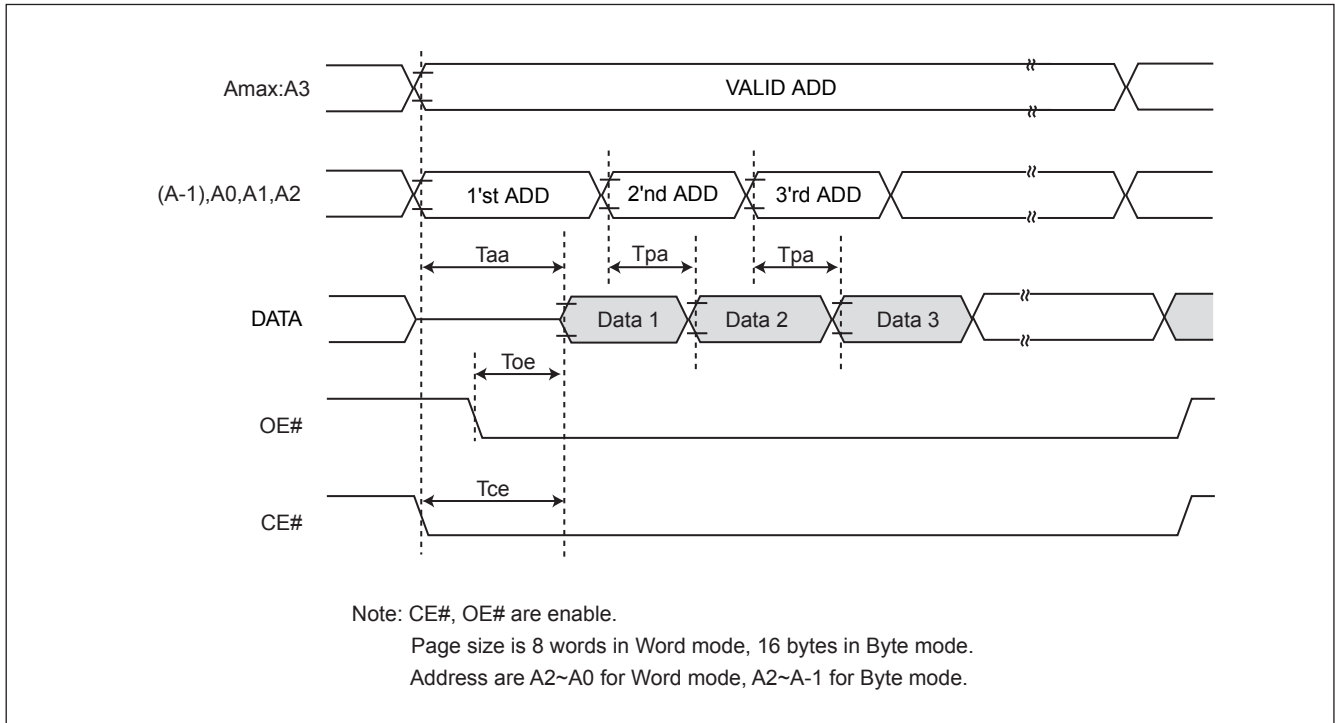 Amax:A3
VALID ADD
(A-1),A0,A1,A2
1'st ADD
2'nd ADD
3'rd ADD
Taa
Tpa
Tpa
DATA
Data 1
Data 2
Data 3
Toe
OE#
Tce
CE#
Note: CE#, OE# are enable.
Page size is 8 words in Word mode, 16 bytes in Byte mode.
Address are A2~A0 for Word mode, A2~A-1 for Byte mode.